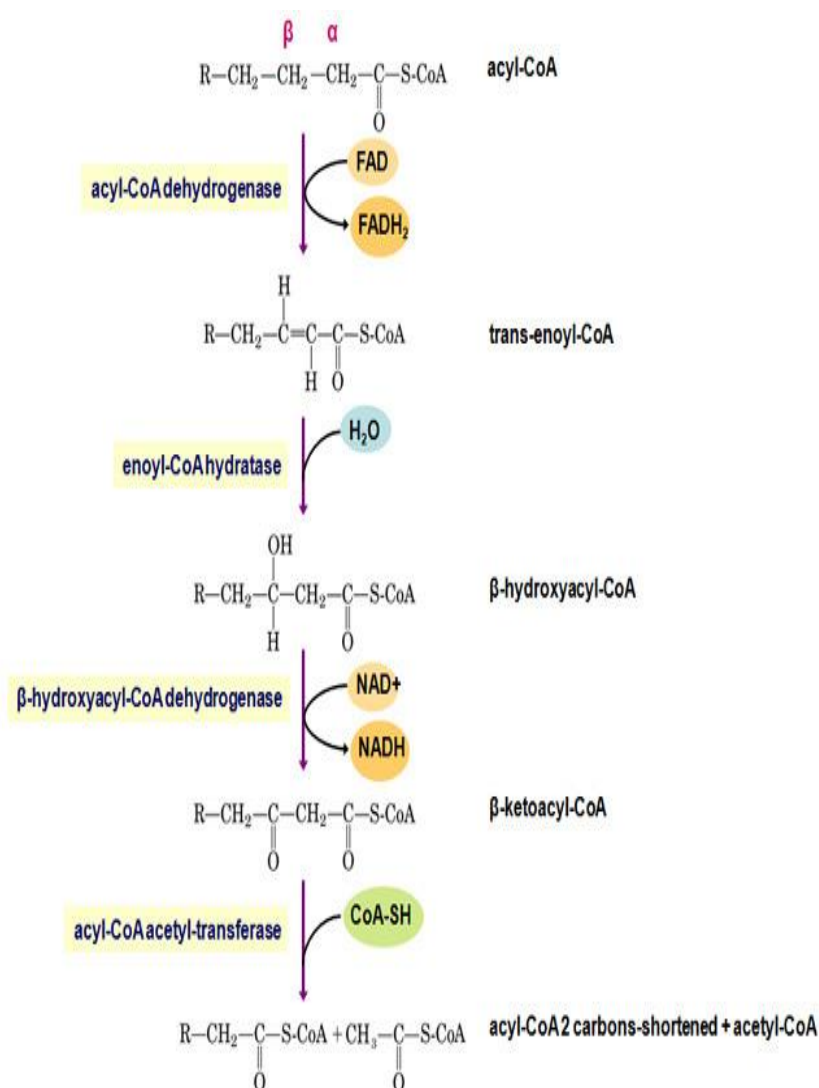 β α
R−CH₂−CH₂−CH₂−C−S-CoA acyl-CoA
O
FAD
acyl-CoA dehydrogenase
FADH₂
H
R−CH₂−C=C−C−S-CoA trans-enoyl-CoA
H O
H₂O
enoyl-CoA hydratase
OH
R−CH₂−C−CH₂−C−S-CoA β-hydroxyacyl-CoA
H O
NAD+
β-hydroxyacyl-CoA dehydrogenase
NADH
R−CH₂−C−CH₂−C−S-CoA β-ketoacyl-CoA
O O
CoA-SH
acyl-CoA acetyl-transferase
R−CH₂−C−S-CoA + CH₃−C−S-CoA acyl-CoA 2 carbons-shortened + acetyl-CoA
O O